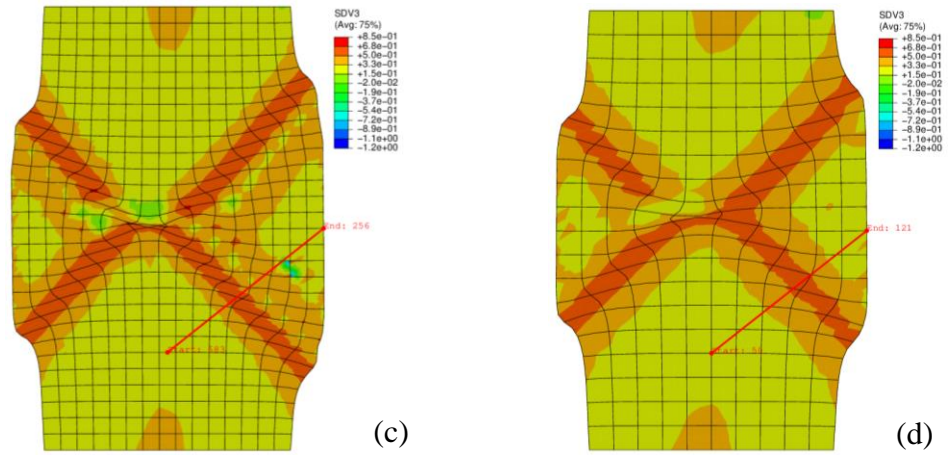 SDV3
(Avg: 75%)
+8.5e-01
+6.8e-01
+5.0e-01
+3.3e-01
+1.5e-01
-2.0e-02
-1.9e-01
-3.7e-01
-5.4e-01
-7.2e-01
-8.9e-01
-1.1e+00
-1.2e+00
End: 256
(c)
SDV3
(Avg: 75%)
+8.5e-01
+6.8e-01
+5.0e-01
+3.3e-01
+1.5e-01
-2.0e-02
-1.9e-01
-3.7e-01
-5.4e-01
-7.2e-01
-8.9e-01
-1.1e+00
-1.2e+00
End: 121
(d)